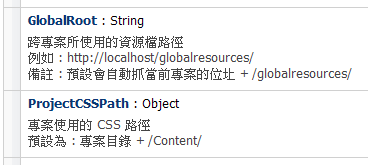 GlobalRoot : String
跨專案所使用的資源檔路徑
例如：http://localhost/globalresources/
備註：預設會自動抓當前專案的位址 + /globalresources/
ProjectCSSPath : Object
專案使用的 CSS 路徑
預設為：專案目錄 + /Content/